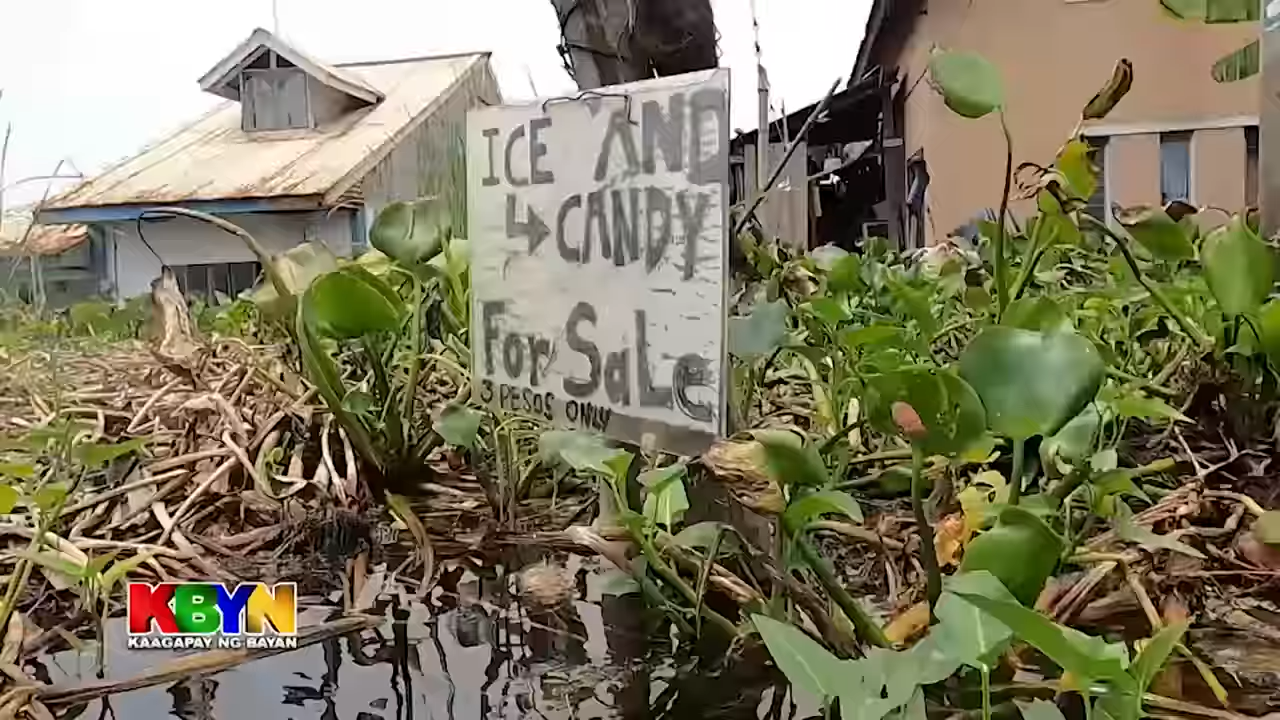 ICE AND
CANDY
For Sale
3 PESOS ONLY
KBYN
KAAGAPAY NG BAYAN